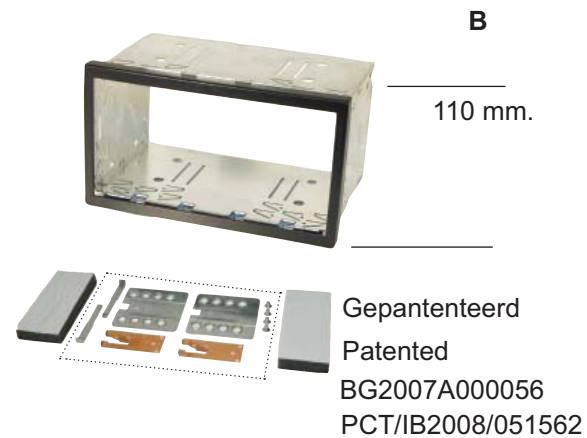 B
110 mm.
Gepantenteerd
Patented
BG2007A000056
PCT/IB2008/051562